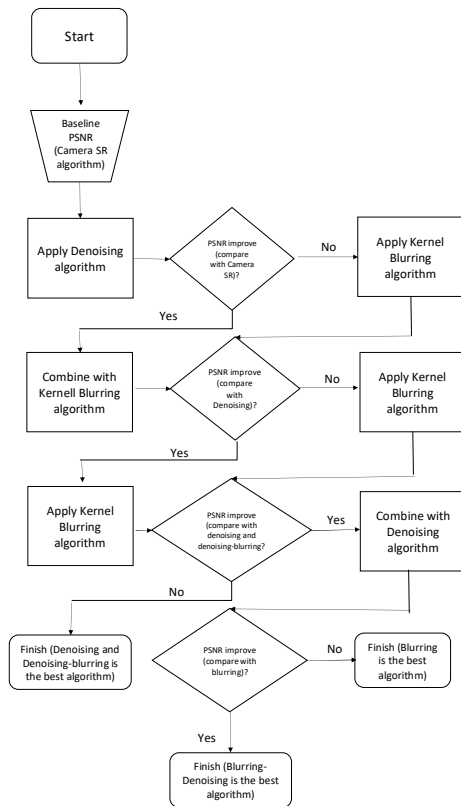 Start
Baseline
PSNR
(Camera SR
algorithm)
Apply Denoising
algorithm
PSNR improve
(compare
with Camera
SR)?
No
Apply Kernel
Blurring
algorithm
Yes
Combine with
Kernell Blurring
algorithm
PSNR improve
(compare
with
Denoising)?
No
Apply Kernel
Blurring
algorithm
Yes
Apply Kernel
Blurring
algorithm
PSNR improve
(compare with
denoising and
denoising-blurring?
Yes
Combine with
Denoising
algorithm
No
Finish (Denoising and
Denoising-blurring is
the best algorithm)
PSNR improve
(compare with
blurring)?
No
Finish (Blurring
is the best
algorithm)
Yes
Finish (Blurring-
Denoising is the best
algorithm)